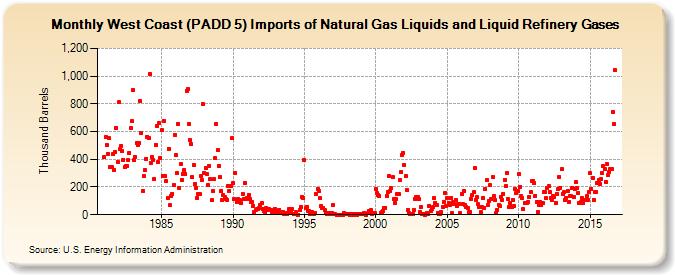 Monthly West Coast (PADD 5) Imports of Natural Gas Liquids and Liquid Refinery Gases
Thousand Barrels
1,200
1,000
800
600
400
200
0
1985 1990 1995 2000 2005 2010 2015
Source: U.S. Energy Information Administration